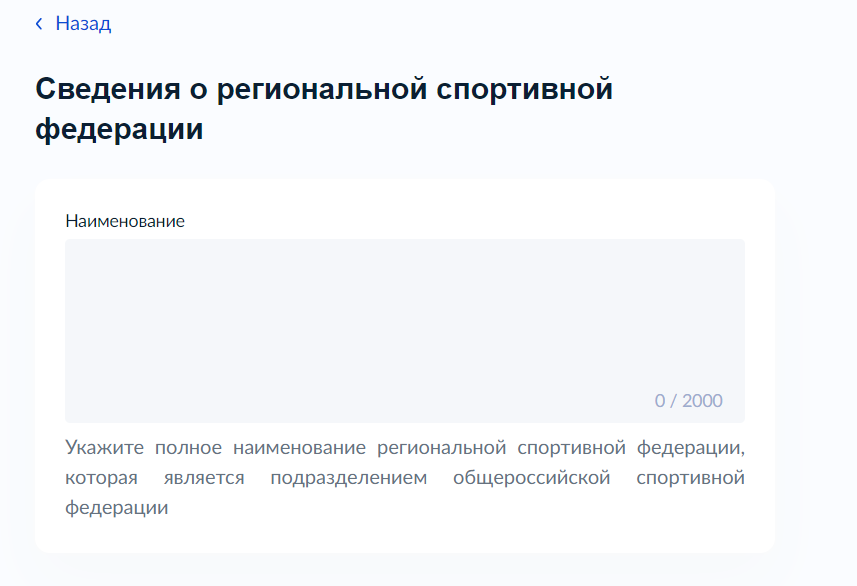 Назад
Сведения о региональной спортивной
федерации
Наименование
0 / 2000
Укажите полное наименование региональной спортивной федерации,
которая является подразделением общероссийской спортивной
федерации